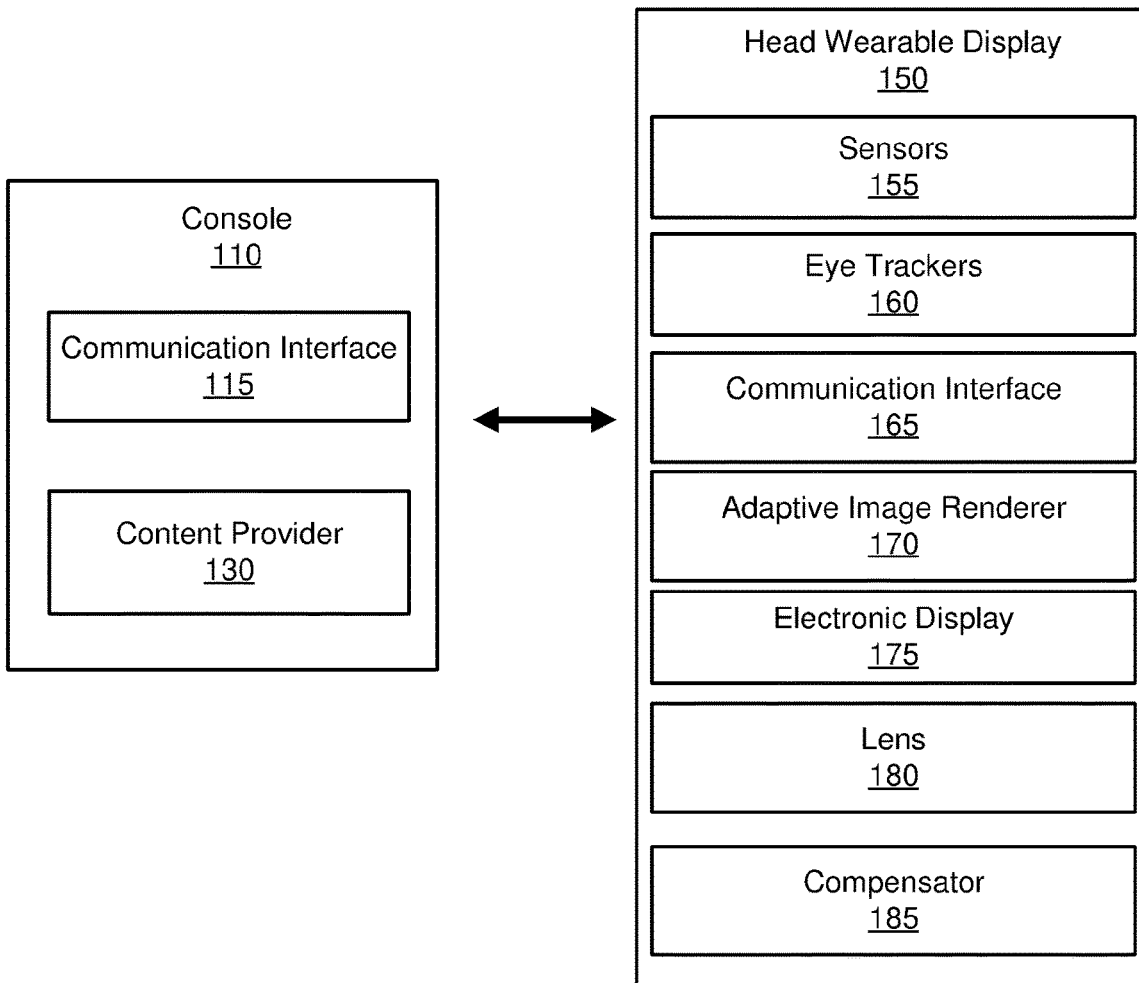 Console
110
Communication Interface
115
Content Provider
130
Head Wearable Display
150
Sensors
155
Eye Trackers
160
Communication Interface
165
Adaptive Image Renderer
170
Electronic Display
175
Lens
180
Compensator
185